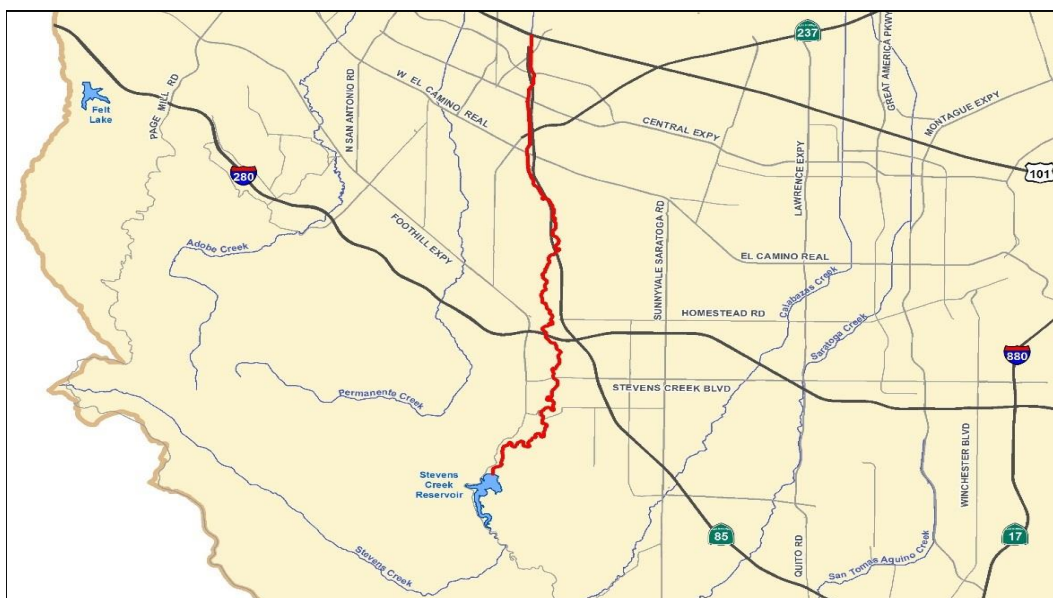 237
GREAT AMERICA PKWY
PAGE MILL RD
N SAN ANTONIO RD
W EL CAMINO REAL
Felt
Lake
CENTRAL EXPY
MONTAGUE EXPY
LAWRENCE EXPY
101
280
SUNNYVALE SARATOGA RD
FOOTHILL EXPY
Adobe Creek
EL CAMINO REAL
Calabazas Creek
HOMESTEAD RD
Saratoga Creek
880
STEVENS CREEK BLVD
Permanente Creek
WINCHESTER BLVD
Stevens
Creek
Reservoir
85
17
QUITO RD
Stevens Creek
San Tomas Aquino Creek